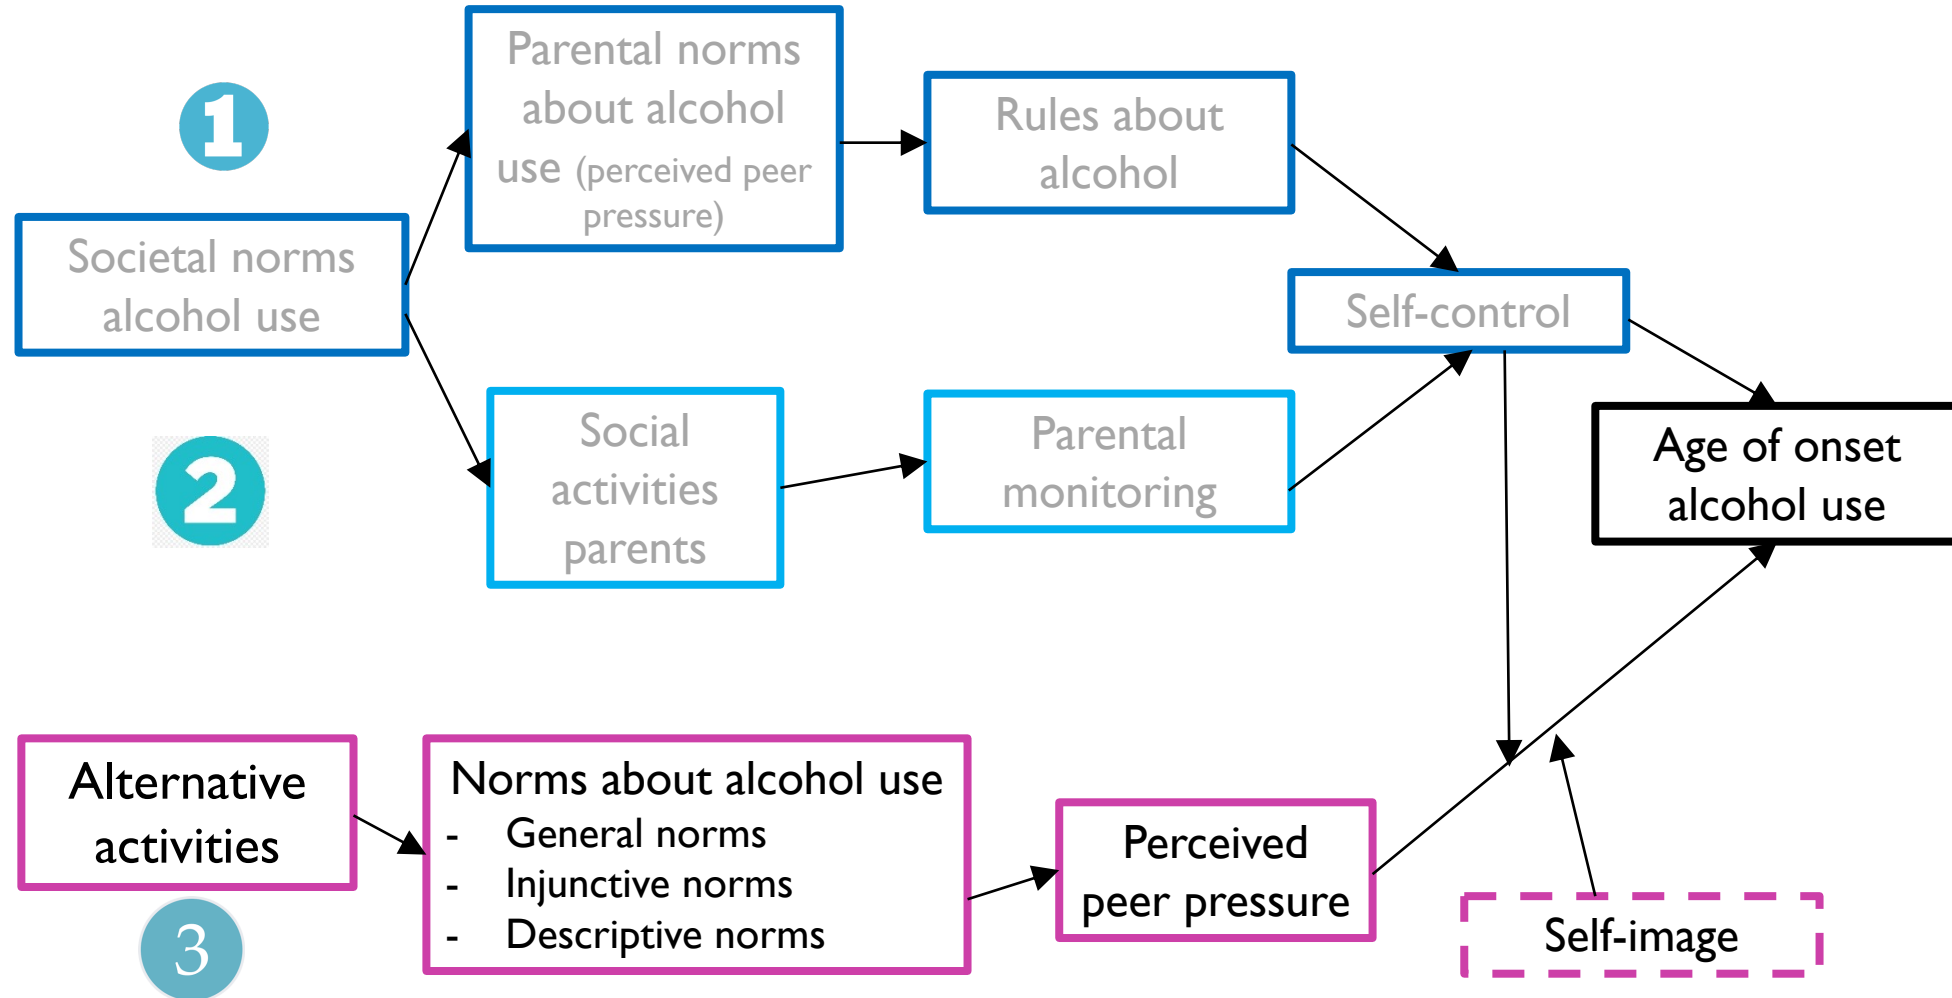 1
Parental norms
about alcohol
use (perceived peer
pressure)
Rules about
alcohol
Societal norms
alcohol use
Self-control
2
Social
activities
parents
Parental
monitoring
Age of onset
alcohol use
Alternative
activities
3
Norms about alcohol use
- General norms
- Injunctive norms
- Descriptive norms
Perceived
peer pressure
Self-image